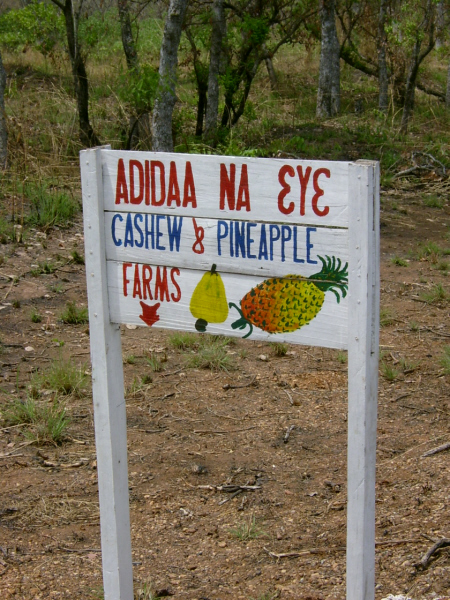 ADIDAA NA ƐYƐ
CASHEW & PINEAPPLE
FARMS